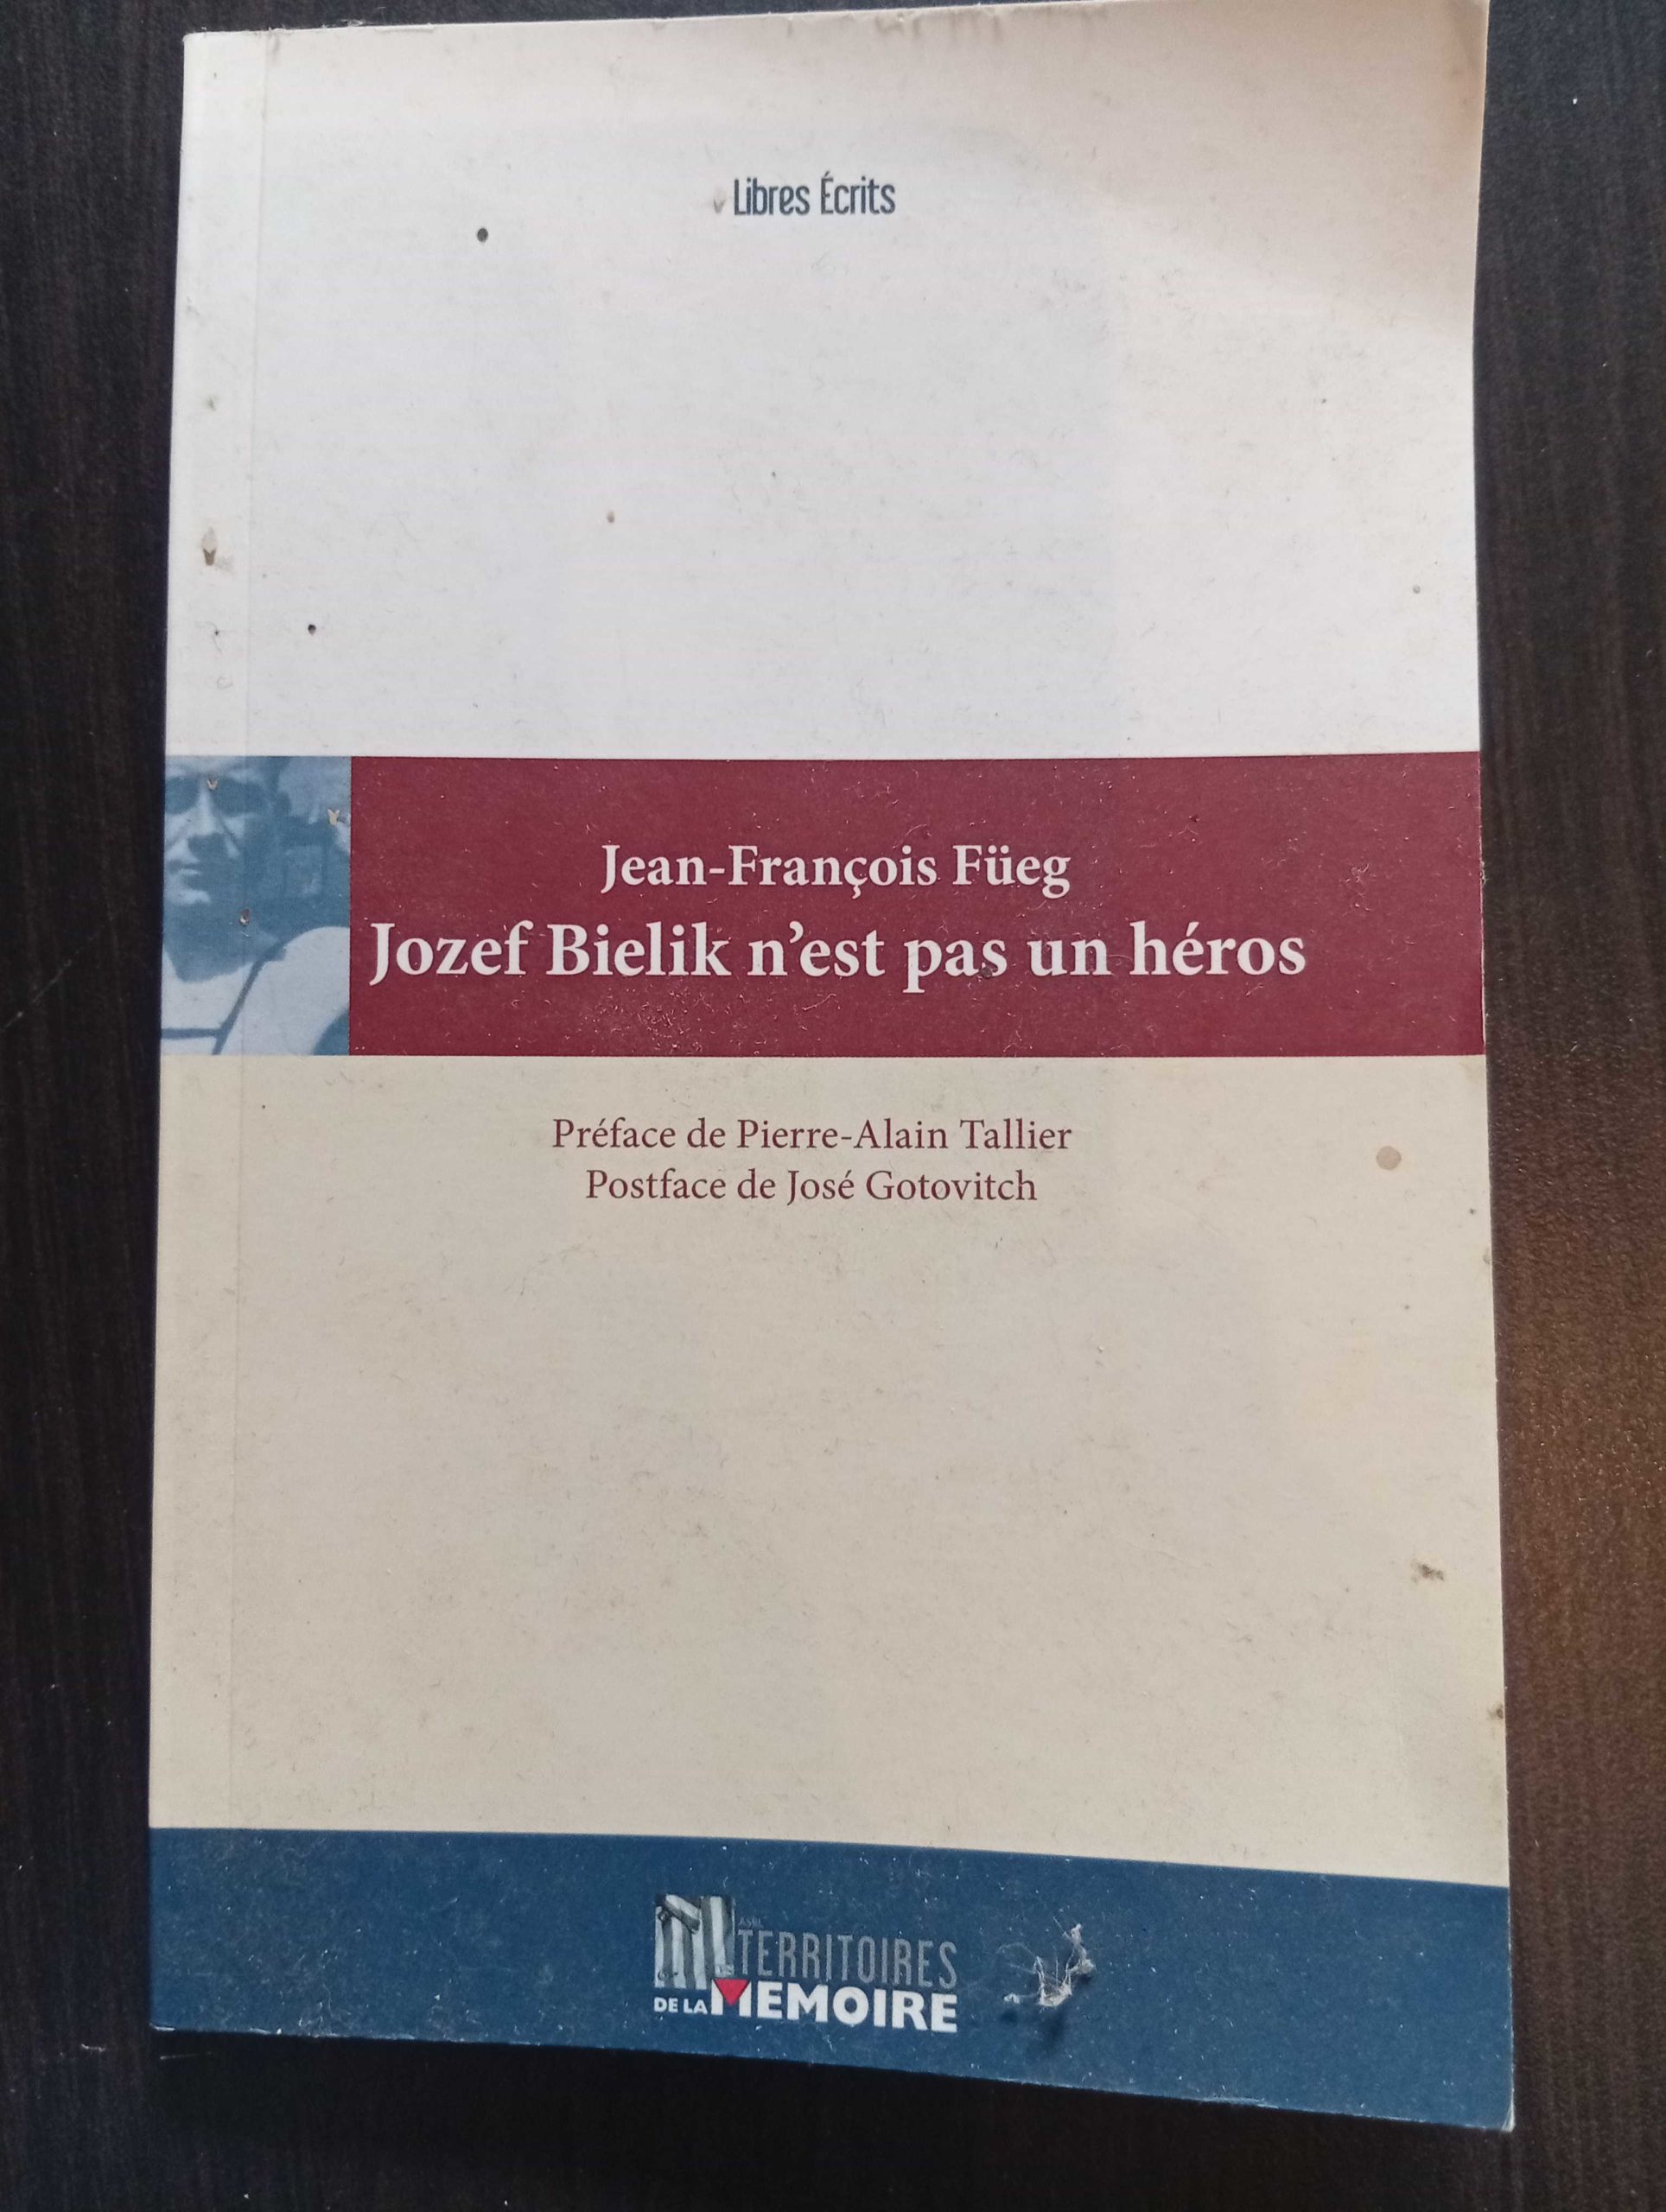 Libres Écrits
Jean-François Füeg
Jozef Bielik n'est pas un héros
Préface de Pierre-Alain Tallier
Postface de José Gotovitch
ASBL
TERRITOIRES
DE LA MEMOIRE